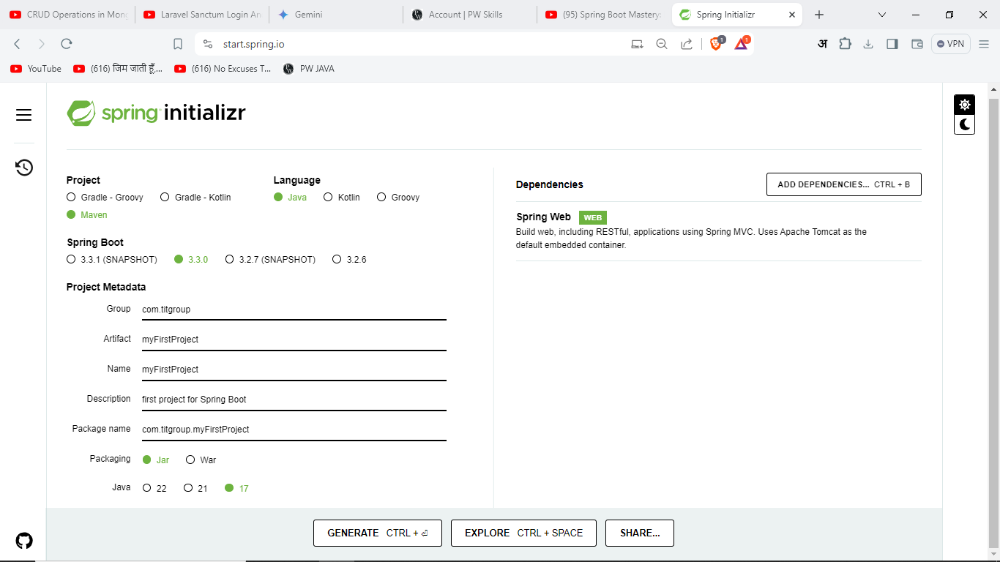 CRUD Operations in Mong
Laravel Sanctum Login An
Gemini
Account | PW Skills
(95) Spring Boot Mastery:
Spring Initializr
start.spring.io
1
1
अ
VPN
YouTube
(616) जिम जाती हूँ,...
(616) No Excuses T...
PW JAVA
spring initializr
Project
Gradle - Groovy
Gradle - Kotlin
Maven
Language
Java
Kotlin
Groovy
Spring Boot
3.3.1 (SNAPSHOT)
3.3.0
3.2.7 (SNAPSHOT)
3.2.6
Project Metadata
Group com.titgroup
Artifact myFirstProject
Name myFirstProject
Description first project for Spring Boot
Package name com.titgroup.myFirstProject
Packaging Jar War
Java 22 21 17
Dependencies
ADD DEPENDENCIES... CTRL + B
Spring Web WEB
Build web, including RESTful, applications using Spring MVC. Uses Apache Tomcat as the
default embedded container.
GENERATE CTRL + ⏎
EXPLORE CTRL + SPACE
SHARE...